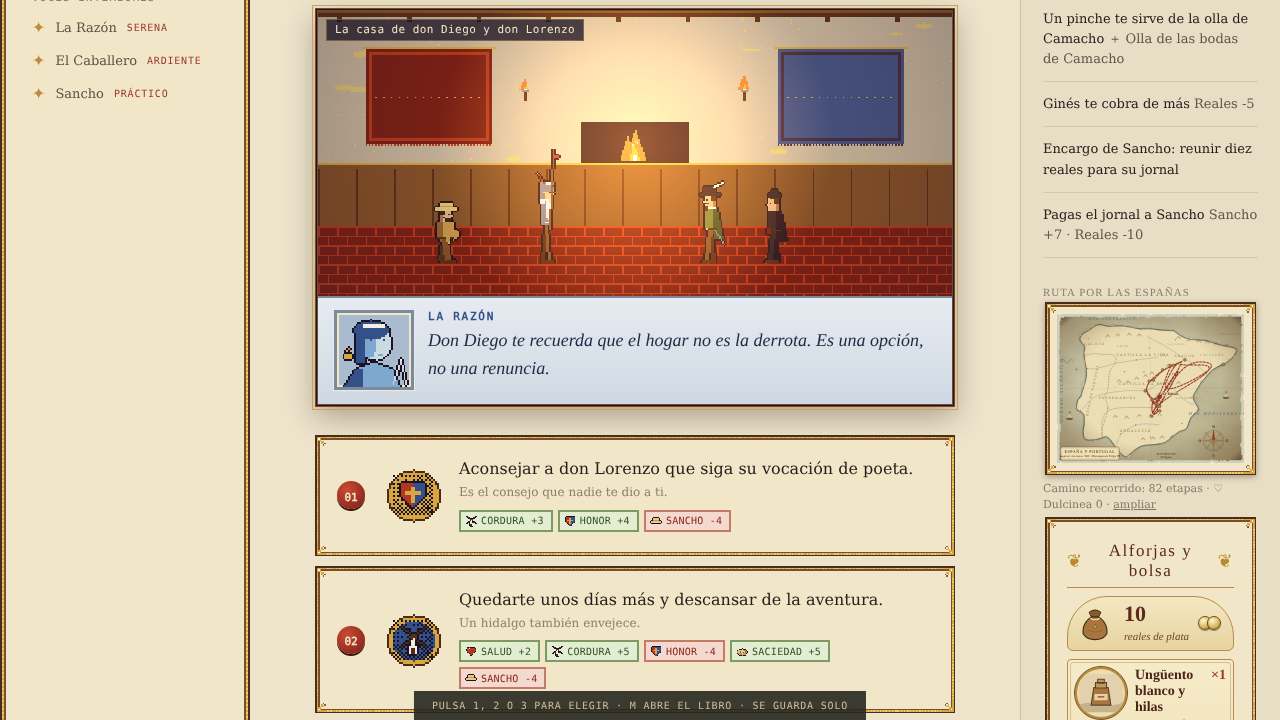 La Razón SERENA
El Caballero ARDIENTE
Sancho PRÁCTICO
La casa de don Diego y don Lorenzo
LA RAZÓN
Don Diego te recuerda que el hogar no es la derrota. Es una opción,
no una renuncia.
01
Aconsejar a don Lorenzo que siga su vocación de poeta.
Es el consejo que nadie te dio a ti.
CORDURA +3 HONOR +4 SANCHO -4
02
Quedarte unos días más y descansar de la aventura.
Un hidalgo también envejece.
SALUD +2 CORDURA +5 HONOR -4 SACIEDAD +5
SANCHO -4
PULSA 1, 2 O 3 PARA ELEGIR · M ABRE EL LIBRO · SE GUARDA SOLO
Un pinche te sirve de la olla de
Camacho + Olla de las bodas
de Camacho
Ginés te cobra de más Reales -5
Encargo de Sancho: reunir diez
reales para su jornal
Pagas el jornal a Sancho Sancho
+7 · Reales -10
RUTA POR LAS ESPAÑAS
ESPAÑA Y PORTUGAL
Camino recorrido: 82 etapas · ♡
Dulcinea 0 · ampliar
Alforjas y
bolsa
10
reales de plata
Ungüento ×1
blanco y
hilas